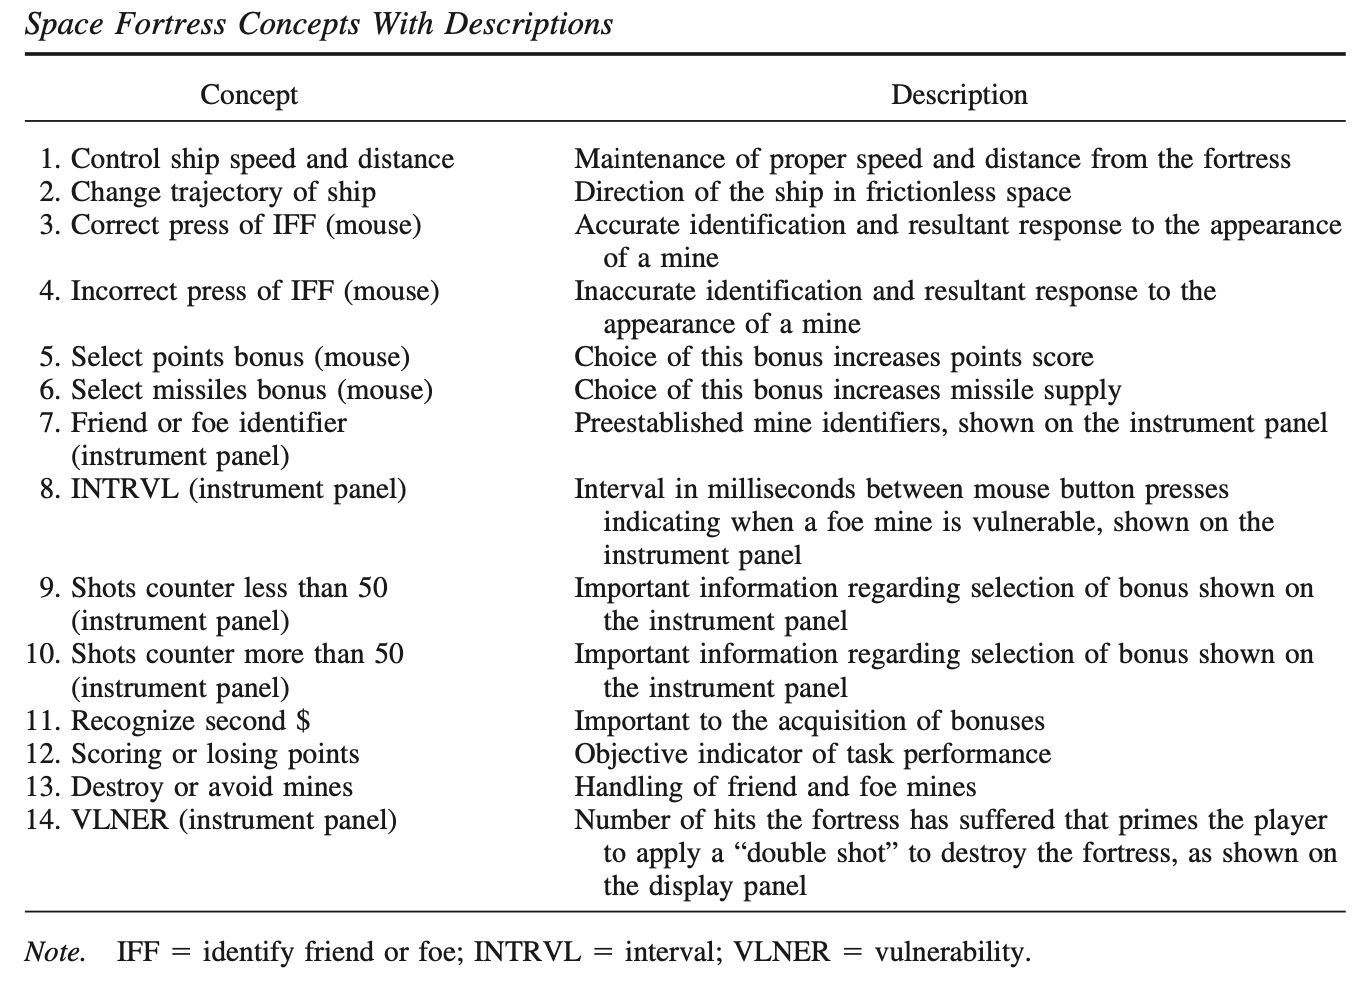 Space Fortress Concepts With Descriptions
Concept Description
1. Control ship speed and distance Maintenance of proper speed and distance from the fortress
2. Change trajectory of ship Direction of the ship in frictionless space
3. Correct press of IFF (mouse) Accurate identification and resultant response to the appearance
of a mine
4. Incorrect press of IFF (mouse) Inaccurate identification and resultant response to the
appearance of a mine
5. Select points bonus (mouse) Choice of this bonus increases points score
6. Select missiles bonus (mouse) Choice of this bonus increases missile supply
7. Friend or foe identifier Preestablished mine identifiers, shown on the instrument panel
(instrument panel)
8. INTRVL (instrument panel) Interval in milliseconds between mouse button presses
indicating when a foe mine is vulnerable, shown on the
instrument panel
9. Shots counter less than 50 Important information regarding selection of bonus shown on
(instrument panel) the instrument panel
10. Shots counter more than 50 Important information regarding selection of bonus shown on
(instrument panel) the instrument panel
11. Recognize second $ Important to the acquisition of bonuses
12. Scoring or losing points Objective indicator of task performance
13. Destroy or avoid mines Handling of friend and foe mines
14. VLNER (instrument panel) Number of hits the fortress has suffered that primes the player
to apply a “double shot” to destroy the fortress, as shown on
the display panel
Note. IFF = identify friend or foe; INTRVL = interval; VLNER = vulnerability.